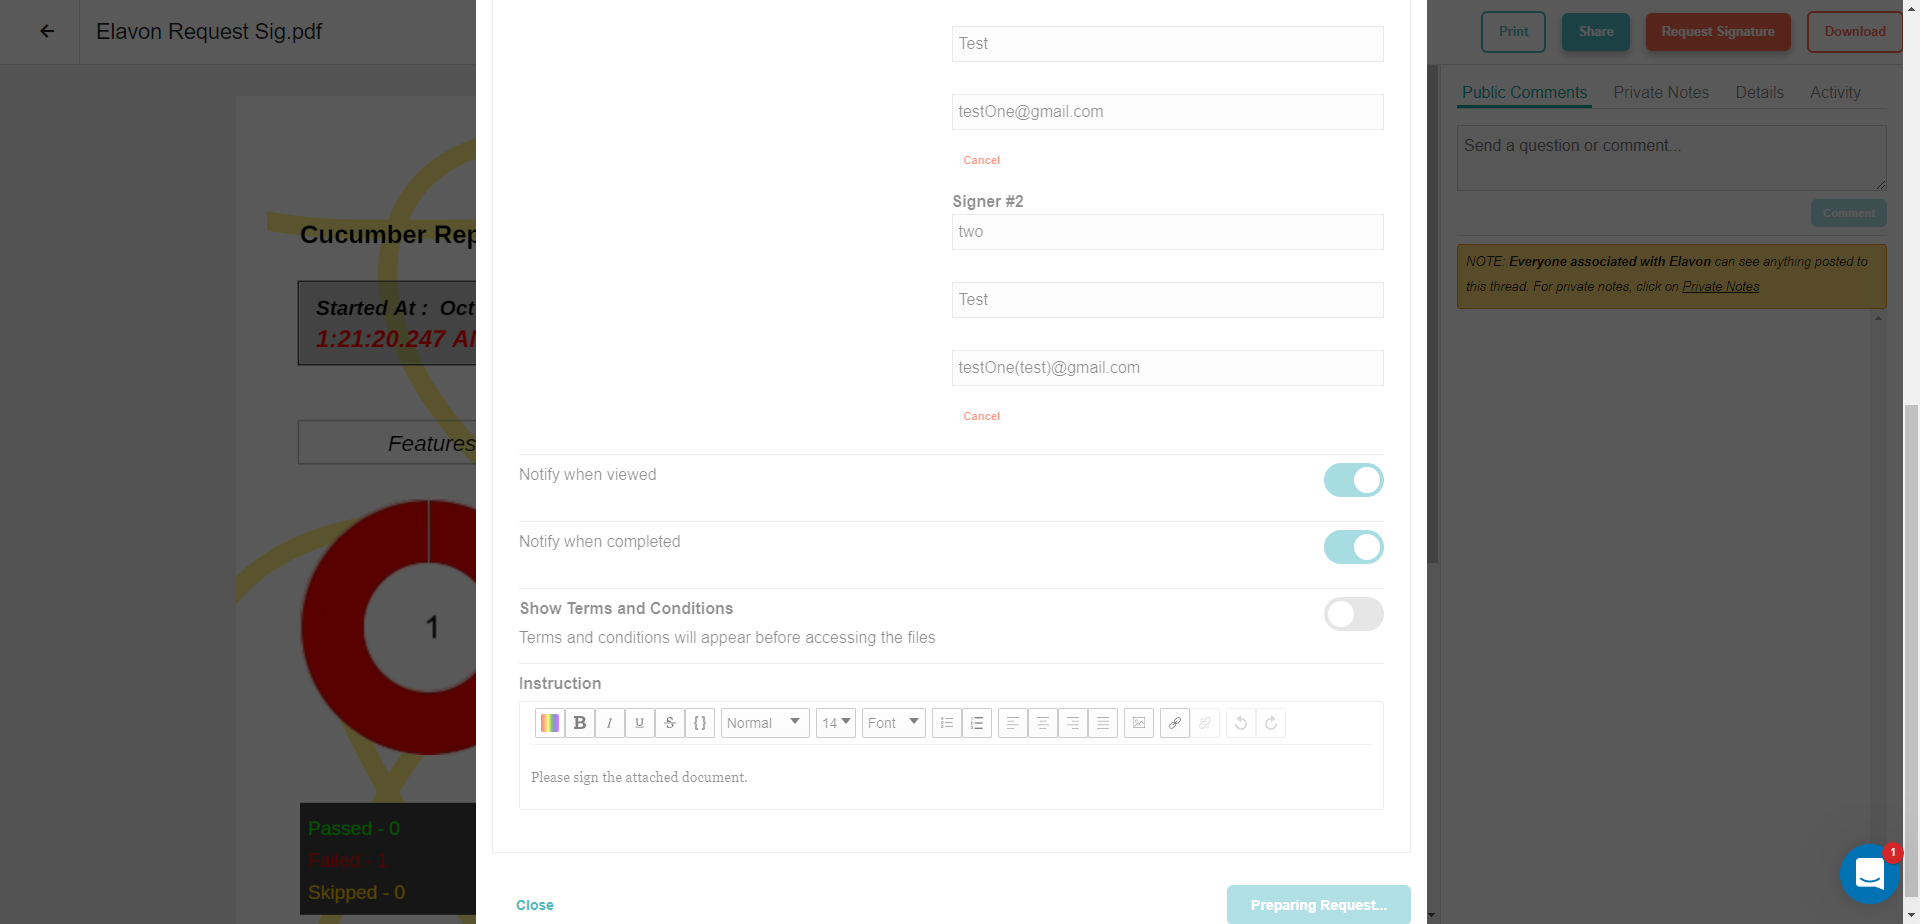 Elavon Request Sig.pdf
Print
Share
Request Signature
Download
Cucumber Rep
Started At : Oct
1:21:20.247 A
Features
1
Passed - 0
Failed - 1
Skipped - 0
Test
testOne@gmail.com
Cancel
Signer #2
two
Test
testOne(test)@gmail.com
Cancel
Notify when viewed
Notify when completed
Show Terms and Conditions
Terms and conditions will appear before accessing the files
Instruction
B I U S {} Normal 14 Font
Please sign the attached document.
Close
Preparing Request...
Public Comments Private Notes Details Activity
Send a question or comment...
Comment
NOTE: Everyone associated with Elavon can see anything posted to
this thread. For private notes, click on Private Notes
1